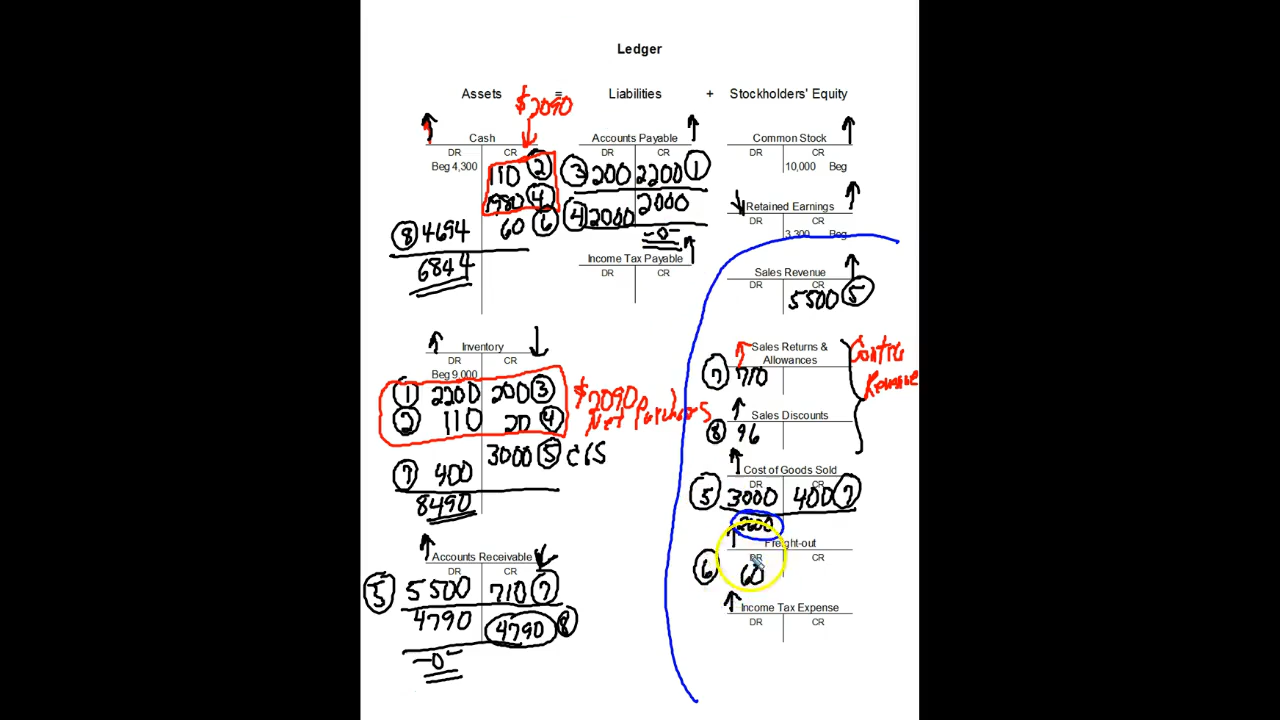 Ledger
Assets = Liabilities + Stockholders' Equity
$2090
Cash
DR CR
Beg 4,300
110 2
1980 4
60 6
8 4694
6844
Accounts Payable
DR CR
3 200 2200 1
2000
4 2000
-0-
Income Tax Payable
DR CR
Common Stock
DR CR
10,000 Beg
Retained Earnings
DR CR
3,300 Beg
Sales Revenue
DR CR
5500 5
Inventory
DR CR
Beg 9,000
1 2200 200 3
2 110 20 4
$2090
Net Purchases
3000 5 CGS
7 400
8490
Sales Returns &
Allowances
7 710
Contra
Revenue
Sales Discounts
8 96
Cost of Goods Sold
DR CR
5 3000 400 7
2600
Freight-out
DR CR
6 60
Income Tax Expense
DR CR
Accounts Receivable
DR CR
5 5500 710 7
4790 4790 8
-0-